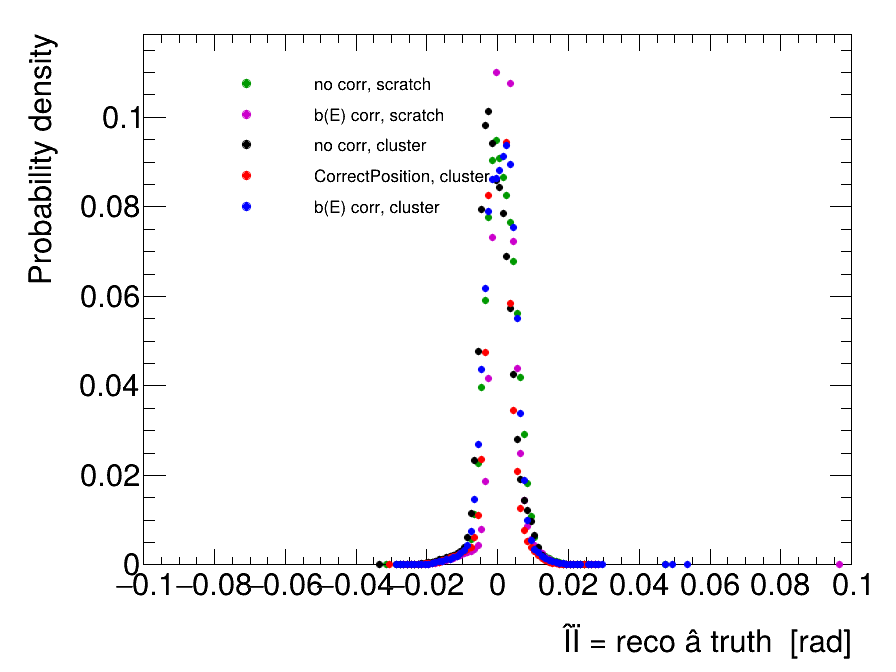 Probability density
no corr, scratch
b(E) corr, scratch
no corr, cluster
CorrectPosition, cluster
b(E) corr, cluster
0.1
0.08
0.06
0.04
0.02
0
−0.1 −0.08 −0.06 −0.04 −0.02 0 0.02 0.04 0.06 0.08 0.1
ÎÏ = reco â truth [rad]